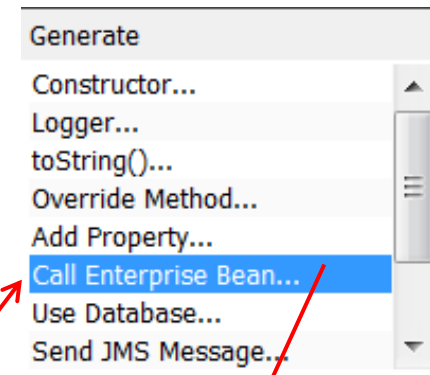 Generate
Constructor...
Logger...
toString()...
Override Method...
Add Property...
Call Enterprise Bean...
Use Database...
Send JMS Message...